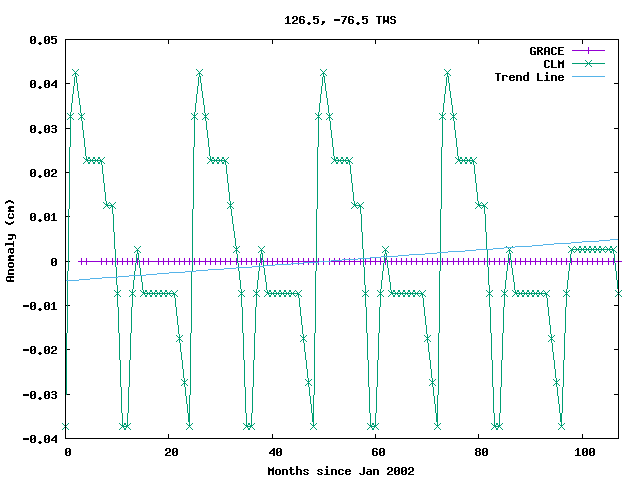 126.5, -76.5 TWS
GRACE
CLM
Trend Line
0.05
0.04
0.03
0.02
0.01
0
-0.01
-0.02
-0.03
-0.04
Anomaly (cm)
0 20 40 60 80 100
Months since Jan 2002